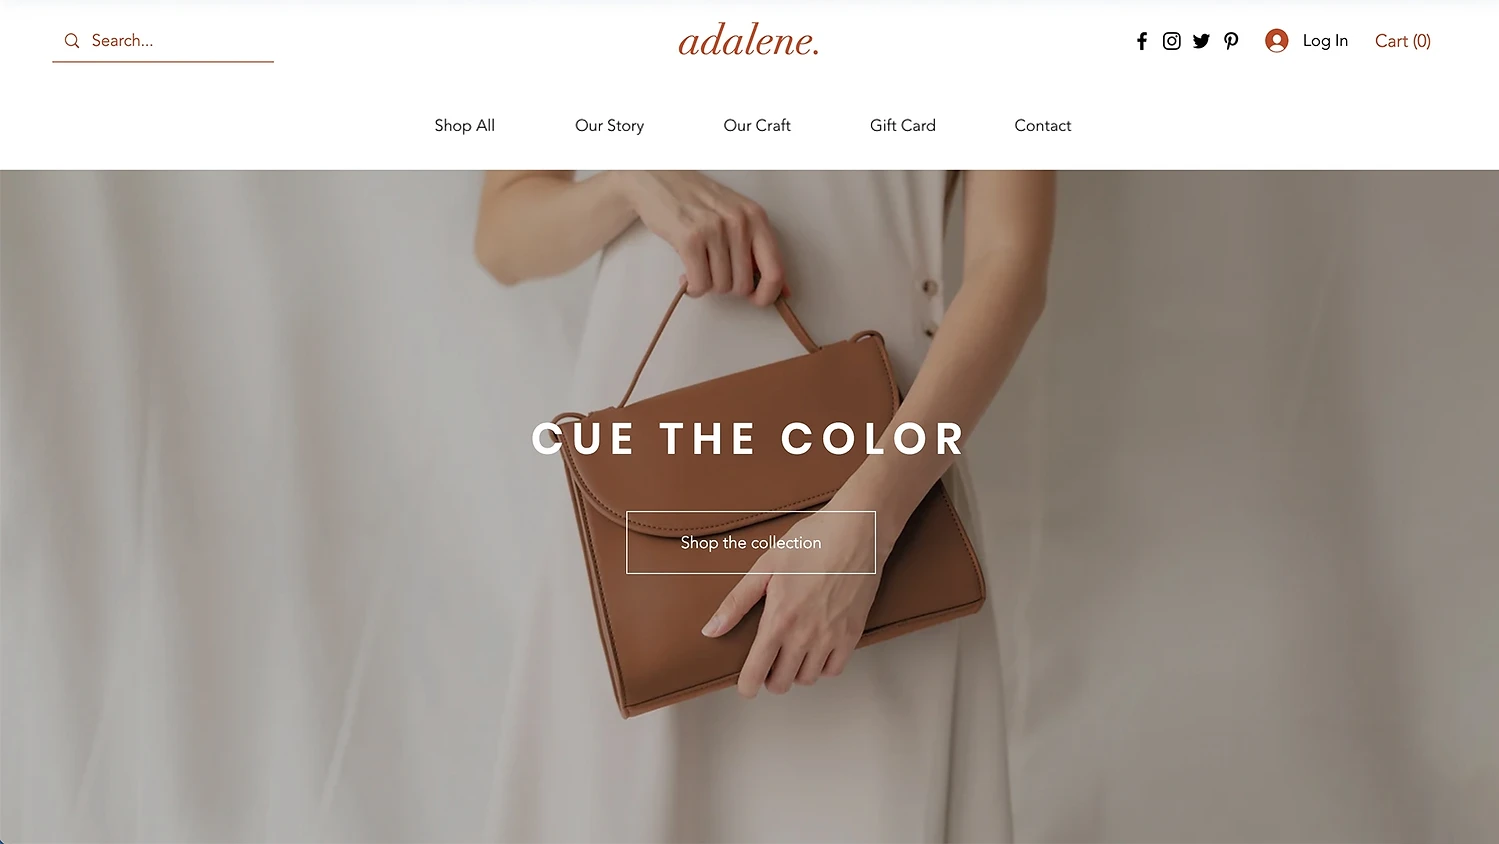 Search...
adalene.
Log In
Cart (0)
Shop All
Our Story
Our Craft
Gift Card
Contact
CUE THE COLOR
Shop the collection